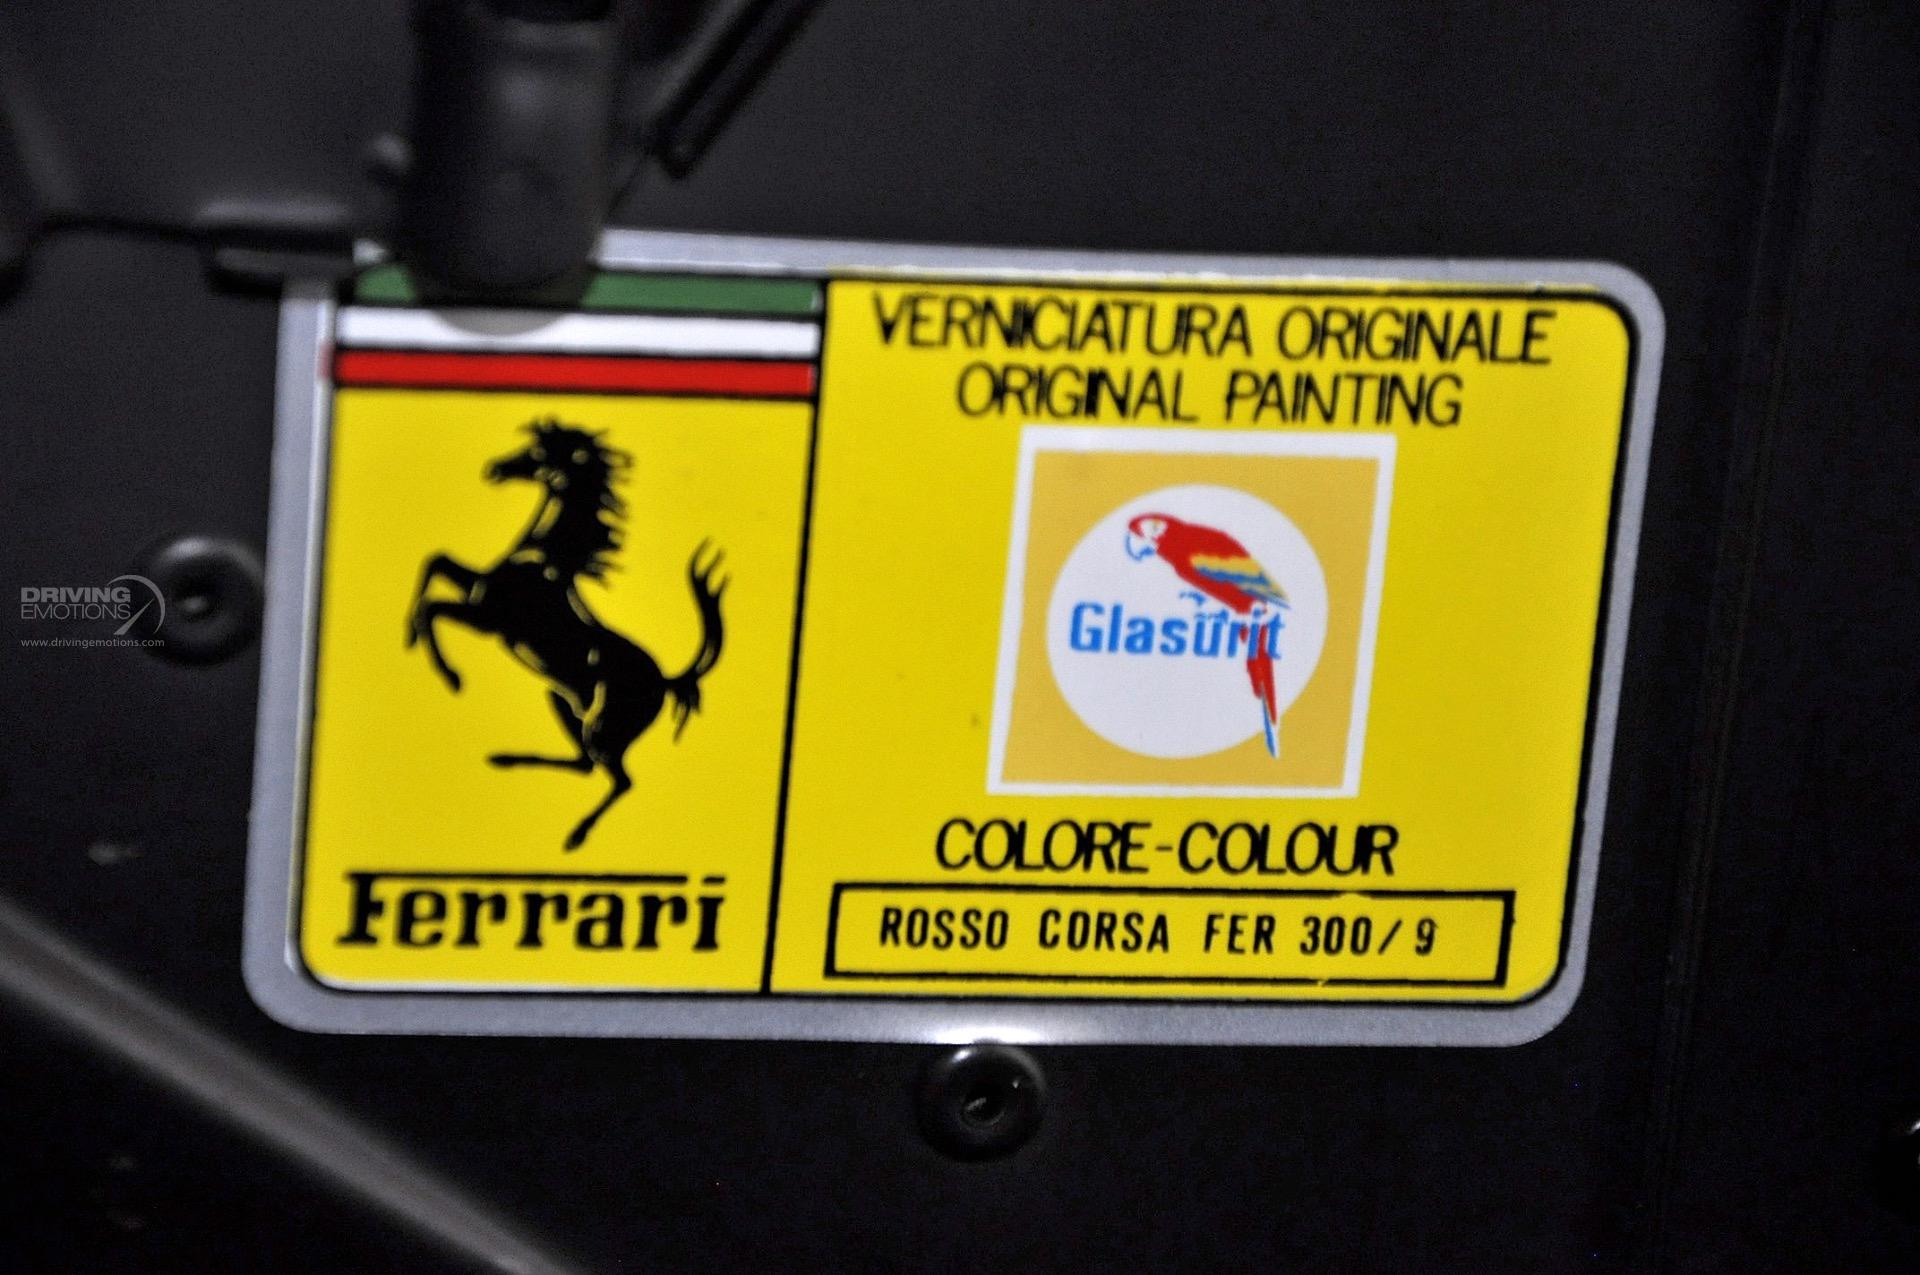 VERNICIATURA ORIGINALE
ORIGINAL PAINTING
Glasurit
COLORE-COLOUR
ROSSO CORSA FER 300/9
Ferrari
DRIVING
EMOTIONS
www.drivingemotions.com